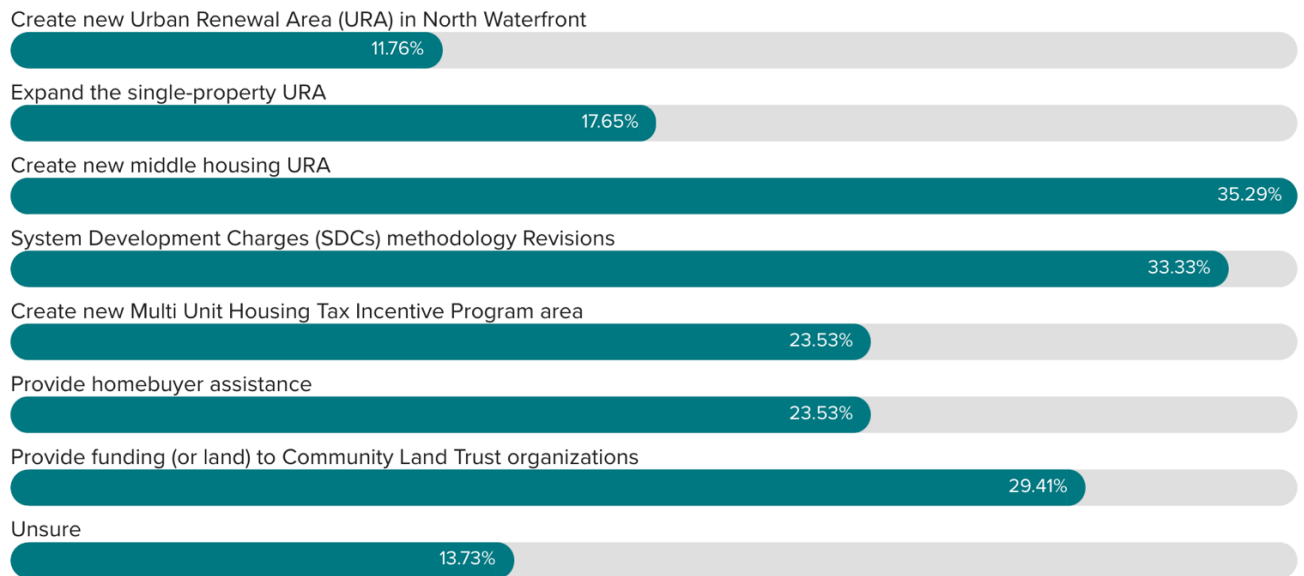 Create new Urban Renewal Area (URA) in North Waterfront
11.76%
Expand the single-property URA
17.65%
Create new middle housing URA
35.29%
System Development Charges (SDCs) methodology Revisions
33.33%
Create new Multi Unit Housing Tax Incentive Program area
23.53%
Provide homebuyer assistance
23.53%
Provide funding (or land) to Community Land Trust organizations
29.41%
Unsure
13.73%